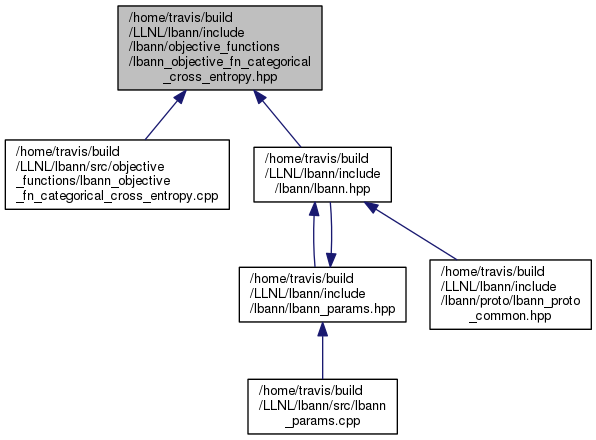 /home/travis/build
/LLNL/lbann/include
/lbann/objective_functions
/lbann_objective_fn_categorical
_cross_entropy.hpp
/home/travis/build
/LLNL/lbann/src/objective
_functions/lbann_objective
_fn_categorical_cross_entropy.cpp
/home/travis/build
/LLNL/lbann/include
/lbann/lbann.hpp
/home/travis/build
/LLNL/lbann/include
/lbann/lbann_params.hpp
/home/travis/build
/LLNL/lbann/include
/lbann/proto/lbann_proto
_common.hpp
/home/travis/build
/LLNL/lbann/src/lbann
_params.cpp